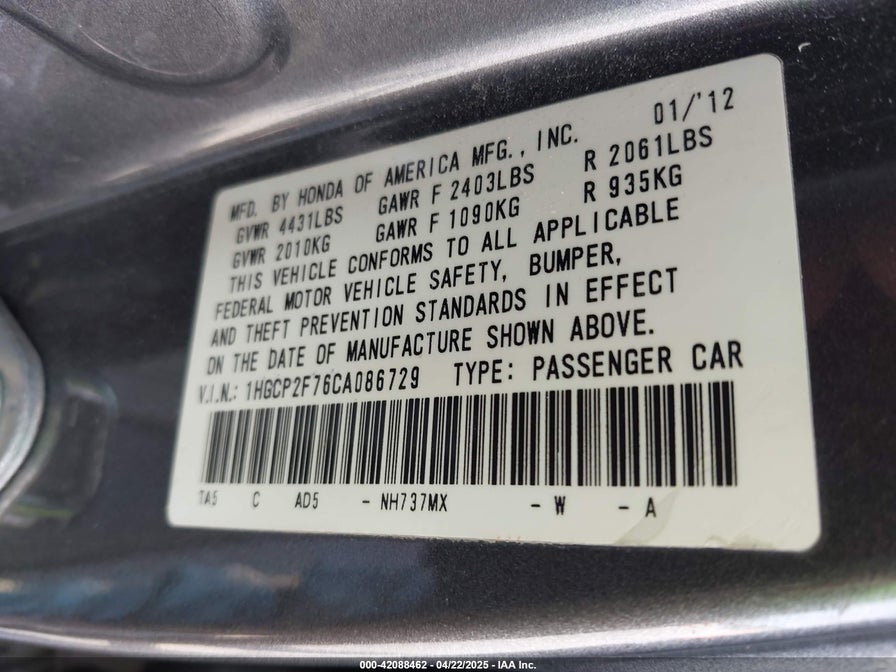 01/'12
MFD. BY HONDA OF AMERICA MFG., INC.
GVWR 4431LBS GAWR F 2403LBS R 2061LBS
GVWR 2010KG GAWR F 1090KG R 935KG
THIS VEHICLE CONFORMS TO ALL APPLICABLE
FEDERAL MOTOR VEHICLE SAFETY, BUMPER,
AND THEFT PREVENTION STANDARDS IN EFFECT
ON THE DATE OF MANUFACTURE SHOWN ABOVE.
V.I.N.: 1HGCP2F76CA086729 TYPE: PASSENGER CAR
TA5 C AD5 - NH737MX - W - A
000-42088462 - 04/22/2025 - IAA Inc.